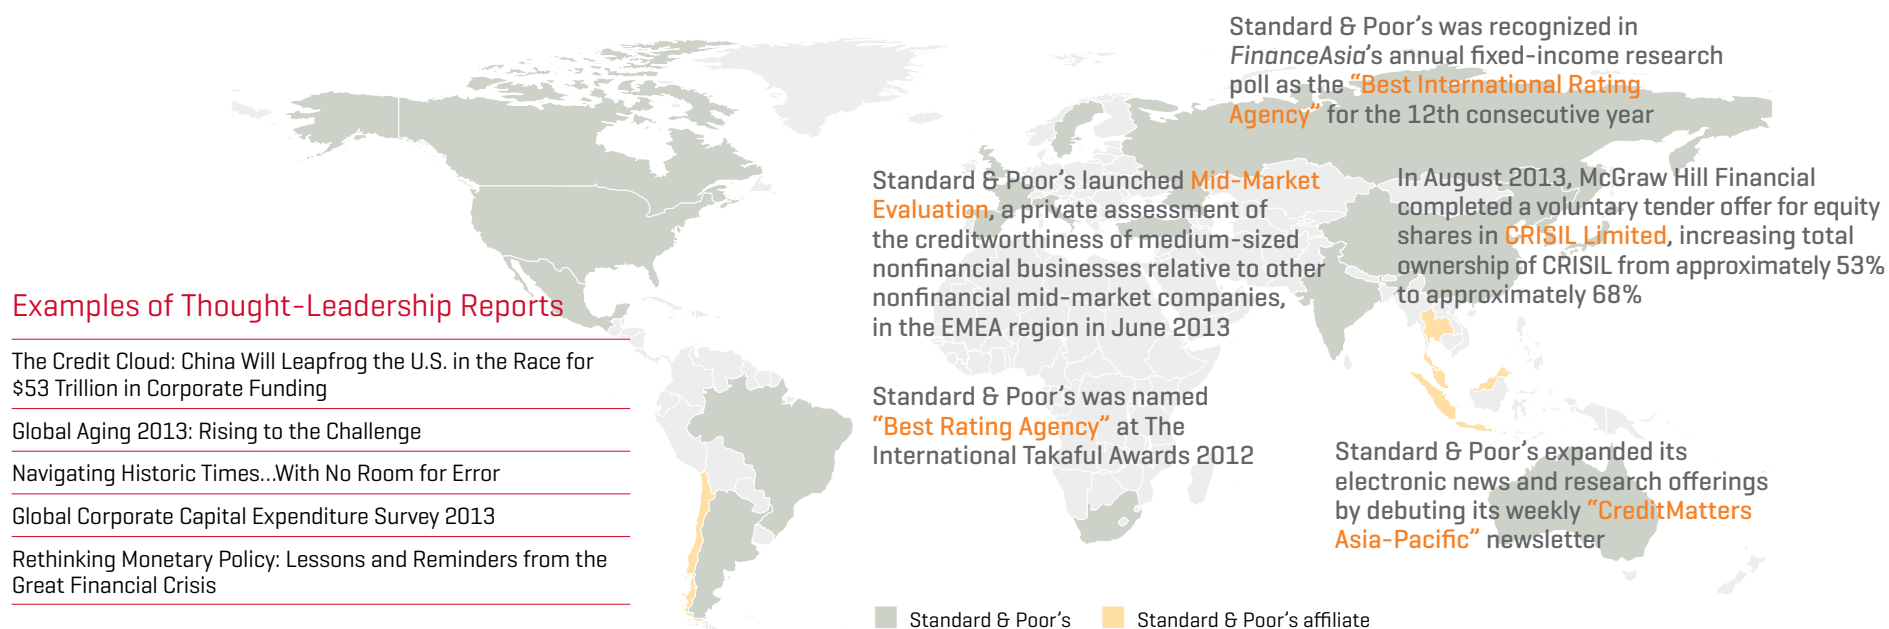 Standard & Poor’s was recognized in
FinanceAsia’s annual fixed-income research
poll as the “Best International Rating
Agency” for the 12th consecutive year
Standard & Poor’s launched Mid-Market
Evaluation, a private assessment of
the creditworthiness of medium-sized
nonfinancial businesses relative to other
nonfinancial mid-market companies,
in the EMEA region in June 2013
In August 2013, McGraw Hill Financial
completed a voluntary tender offer for equity
shares in CRISIL Limited, increasing total
ownership of CRISIL from approximately 53%
to approximately 68%
Examples of Thought-Leadership Reports
The Credit Cloud: China Will Leapfrog the U.S. in the Race for
$53 Trillion in Corporate Funding
Global Aging 2013: Rising to the Challenge
Navigating Historic Times...With No Room for Error
Global Corporate Capital Expenditure Survey 2013
Rethinking Monetary Policy: Lessons and Reminders from the
Great Financial Crisis
Standard & Poor’s was named
“Best Rating Agency” at The
International Takaful Awards 2012
Standard & Poor’s expanded its
electronic news and research offerings
by debuting its weekly “CreditMatters
Asia-Pacific” newsletter
Standard & Poor’s
Standard & Poor’s affiliate